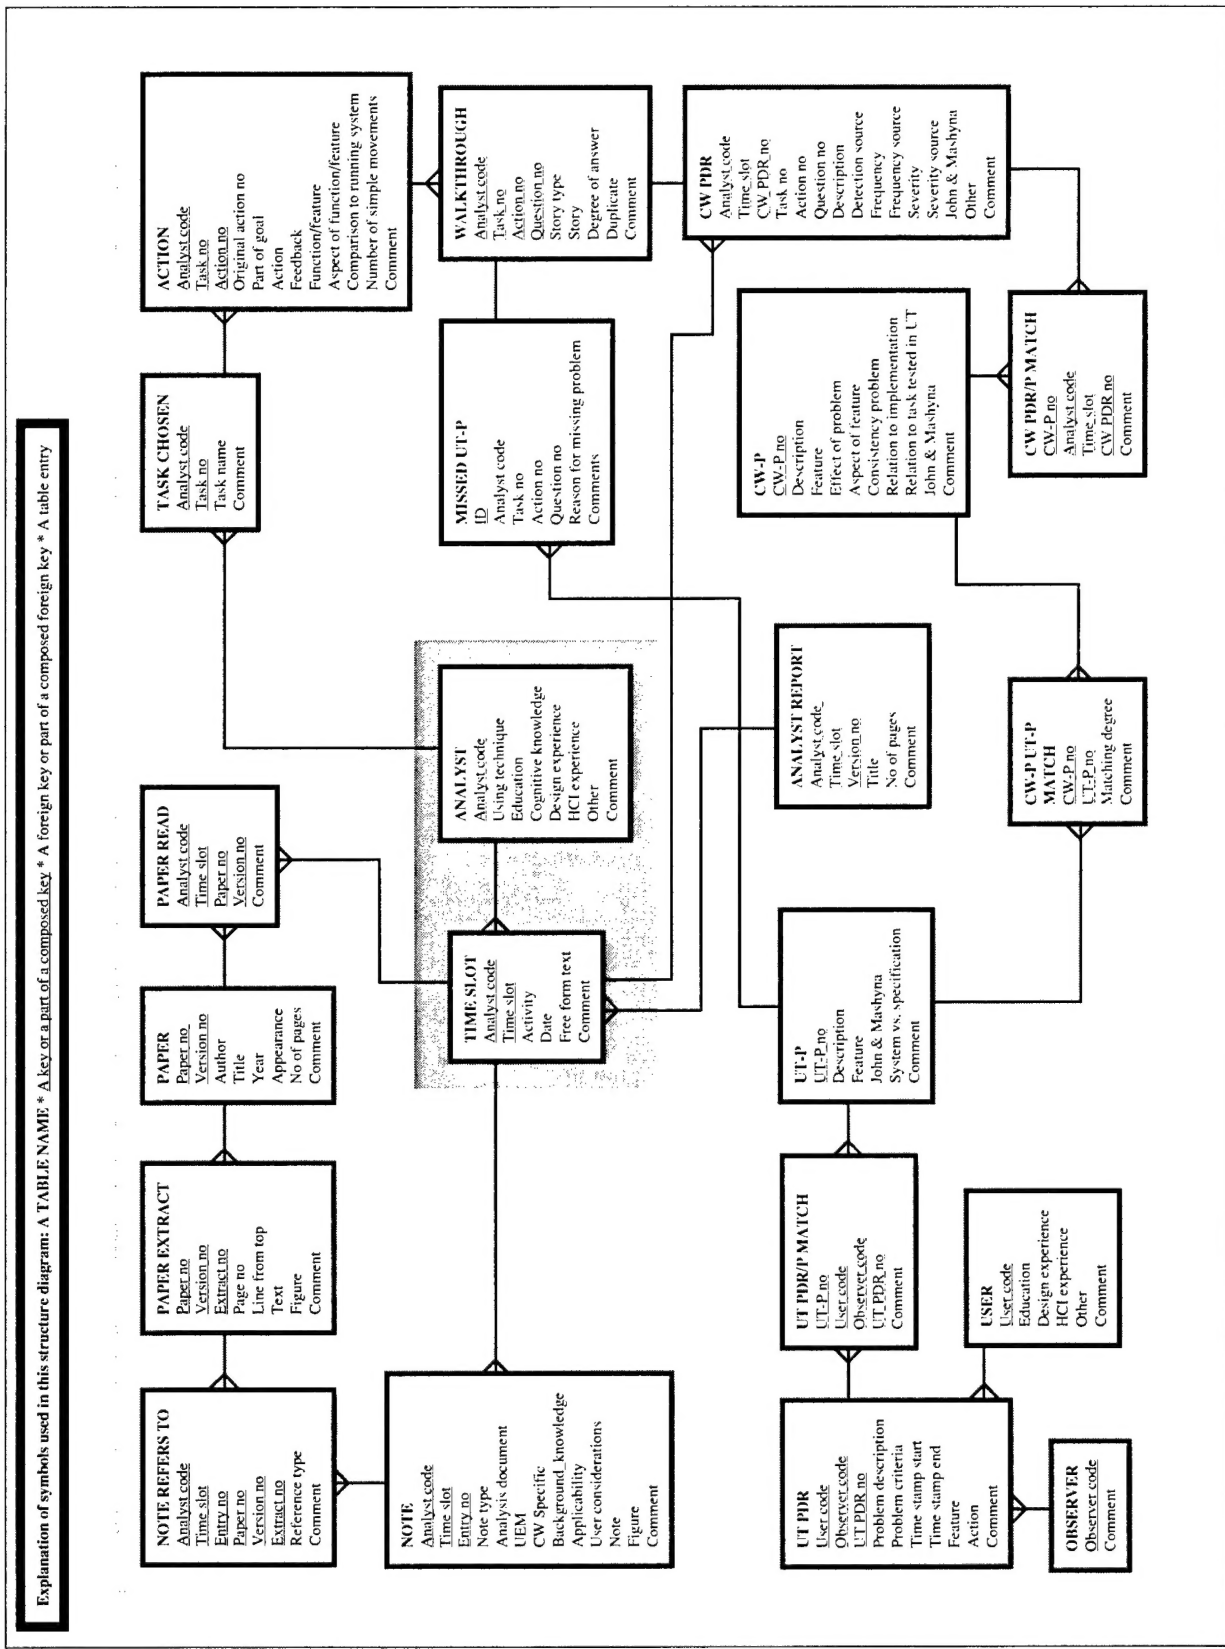 Explanation of symbols used in this structure diagram: A TABLE NAME * A key or a part of a composed key * A foreign key or part of a composed foreign key * A table entry
NOTE REFERS TO
Analyst code
Time slot
Entry no
Paper no
Version no
Extract no
Reference type
Comment
PAPER EXTRACT
Paper no
Version no
Extract no
Page no
Line from top
Text
Figure
Comment
PAPER
Paper no
Version no
Author
Title
Year
Appearance
No of pages
Comment
PAPER READ
Analyst code
Time slot
Paper no
Version no
Comment
TASK CHOSEN
Analyst code
Task no
Task name
Comment
ACTION
Analyst code
Task no
Action no
Original action no
Part of goal
Action
Feedback
Function/feature
Aspect of function/feature
Comparison to running system
Number of simple movements
Comment
NOTE
Analyst code
Time slot
Entry no
Note type
Analysis document
UEM
CW Specific
Background_knowledge
Applicability
User considerations
Note
Figure
Comment
TIME SLOT
Analyst code
Time slot
Activity
Date
Free form text
Comment
ANALYST
Analyst code
Using technique
Education
Cognitive knowledge
Design experience
HCI experience
Other
Comment
MISSED UT-P
ID
Analyst code
Task no
Action no
Question no
Reason for missing problem
Comments
WALKTHROUGH
Analyst code
Task no
Action no
Question no
Story type
Story
Degree of answer
Duplicate
Comment
UT PDR
User code
Observer code
UT PDR no
Problem description
Problem criteria
Time stamp start
Time stamp end
Feature
Action
Comment
UT PDR/P MATCH
UT-P no
User code
Observer code
UT PDR no
Comment
UT-P
UT-P no
Description
Feature
John & Mashyna
System vs. specification
Comment
ANALYST REPORT
Analyst code
Time slot
Version no
Title
No of pages
Comment
CW-P
CW-P no
Description
Feature
Effect of problem
Aspect of feature
Consistency problem
Relation to implementation
Relation to task tested in UT
John & Mashyna
Comment
CW PDR
Analyst code
Time slot
CW PDR no
Task no
Action no
Question no
Description
Detection source
Frequency
Frequency source
Severity
Severity source
John & Mashyna
Other
Comment
OBSERVER
Observer code
Comment
USER
User code
Education
Design experience
HCI experience
Other
Comment
CW-P UT-P
MATCH
CW-P no
UT-P no
Matching degree
Comment
CW PDR/P MATCH
CW-P no
Analyst code
Time slot
CW PDR no
Comment